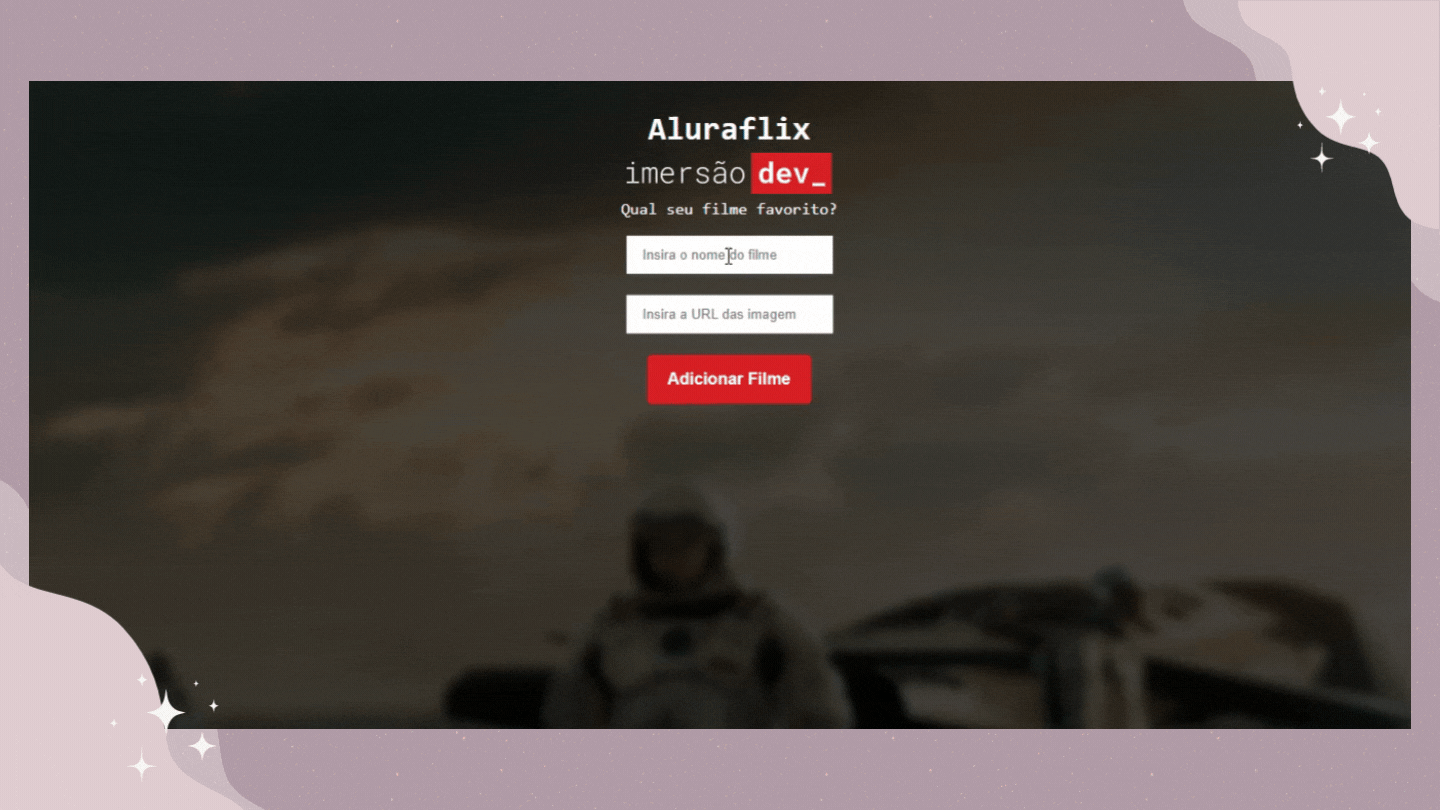 Aluraflix
imersão dev_
Qual seu filme favorito?
Insira o nome do filme
Insira a URL das imagem
Adicionar Filme